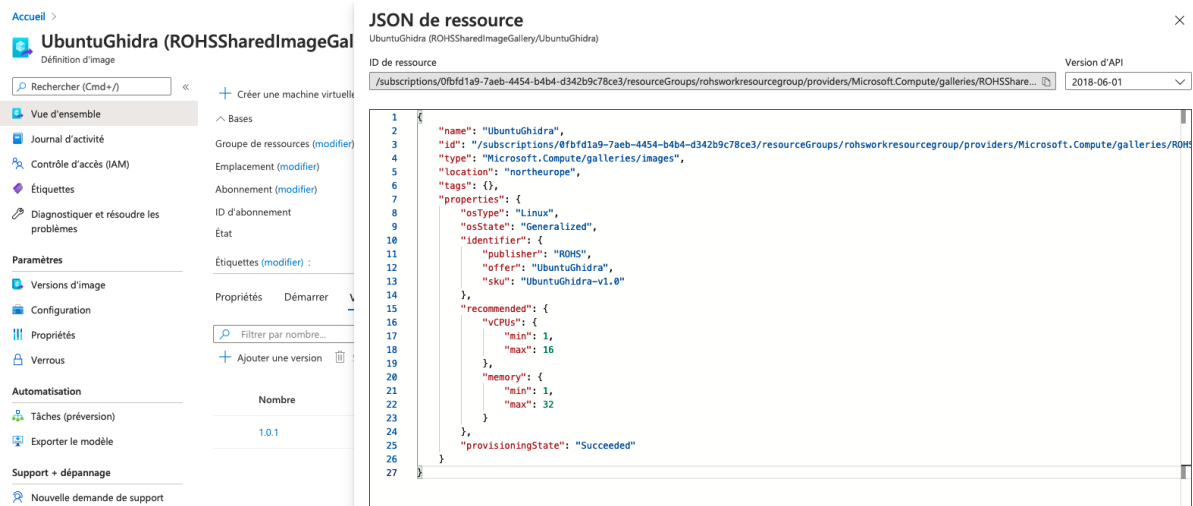 Accueil >
UbuntuGhidra (ROHSSharedImageGal
Définition d'image
Rechercher (Cmd+/)
«
Vue d'ensemble
Journal d'activité
Contrôle d'accès (IAM)
Étiquettes
Diagnostiquer et résoudre les
problèmes
Paramètres
Versions d'image
Configuration
Propriétés
Verrous
Automatisation
Tâches (préversion)
Exporter le modèle
Support + dépannage
Nouvelle demande de support
Créer une machine virtuelle
Bases
Groupe de ressources (modifier)
Emplacement (modifier)
Abonnement (modifier)
ID d'abonnement
État
Étiquettes (modifier) :
Propriétés Démarrer V
Filtrer par nombre...
Ajouter une version
Nombre
1.0.1
JSON de ressource
UbuntuGhidra (ROHSSharedImageGallery/UbuntuGhidra)
ID de ressource
/subscriptions/0fbfd1a9-7aeb-4454-b4b4-d342b9c78ce3/resourceGroups/rohsworkresourcegroup/providers/Microsoft.Compute/galleries/ROHSShare...
Version d'API
2018-06-01
1 {
2 "name": "UbuntuGhidra",
3 "id": "/subscriptions/0fbfd1a9-7aeb-4454-b4b4-d342b9c78ce3/resourceGroups/rohsworkresourcegroup/providers/Microsoft.Compute/galleries/ROHS
4 "type": "Microsoft.Compute/galleries/images",
5 "location": "northeurope",
6 "tags": {},
7 "properties": {
8 "osType": "Linux",
9 "osState": "Generalized",
10 "identifier": {
11 "publisher": "ROHS",
12 "offer": "UbuntuGhidra",
13 "sku": "UbuntuGhidra-v1.0"
14 },
15 "recommended": {
16 "vCPUs": {
17 "min": 1,
18 "max": 16
19 },
20 "memory": {
21 "min": 1,
22 "max": 32
23 }
24 },
25 "provisioningState": "Succeeded"
26 }
27 }